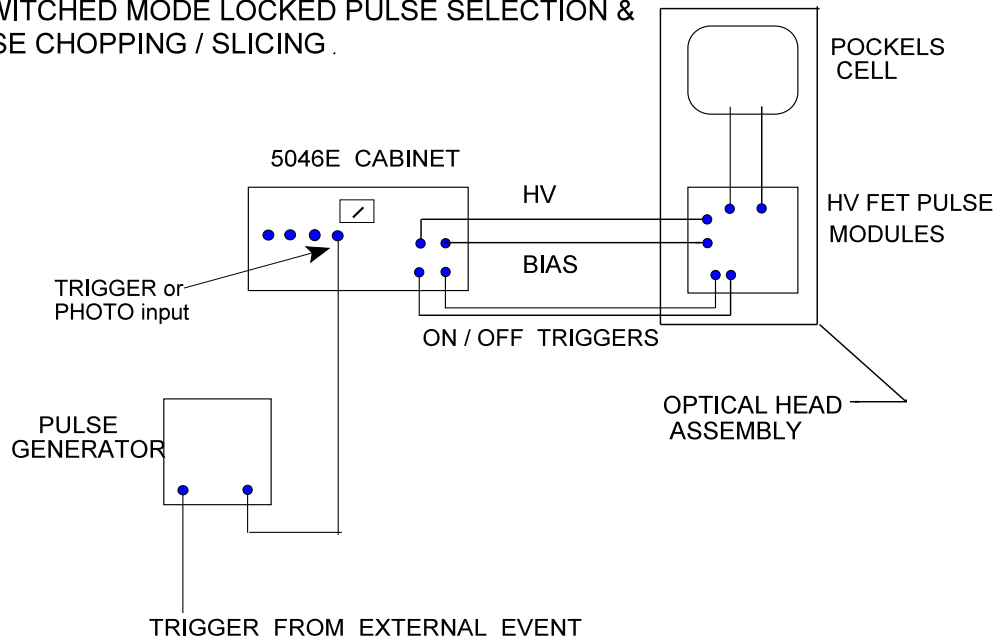 WITCHED MODE LOCKED PULSE SELECTION &
SE CHOPPING / SLICING .
POCKELS
CELL
5046E CABINET
HV
HV FET PULSE
MODULES
BIAS
TRIGGER or
PHOTO input
ON / OFF TRIGGERS
OPTICAL HEAD
ASSEMBLY
PULSE
GENERATOR
TRIGGER FROM EXTERNAL EVENT